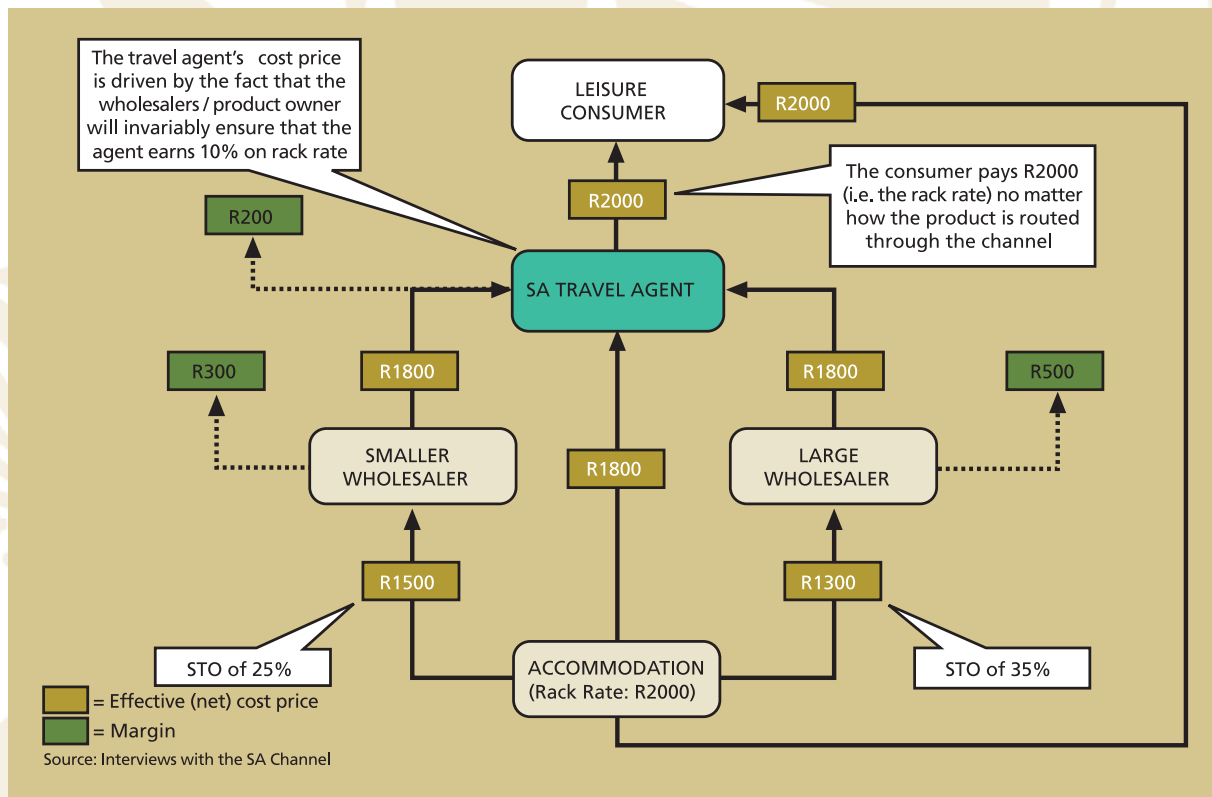 The travel agent's cost price
is driven by the fact that the
wholesalers / product owner
will invariably ensure that the
agent earns 10% on rack rate
LEISURE
CONSUMER
R2000
R2000
The consumer pays R2000
(i.e. the rack rate) no matter
how the product is routed
through the channel
R200
SA TRAVEL AGENT
R300
R1800
R1800
R500
SMALLER
WHOLESALER
R1800
LARGE
WHOLESALER
R1500
R1300
STO of 25%
ACCOMMODATION
(Rack Rate: R2000)
STO of 35%
= Effective (net) cost price
= Margin
Source: Interviews with the SA Channel